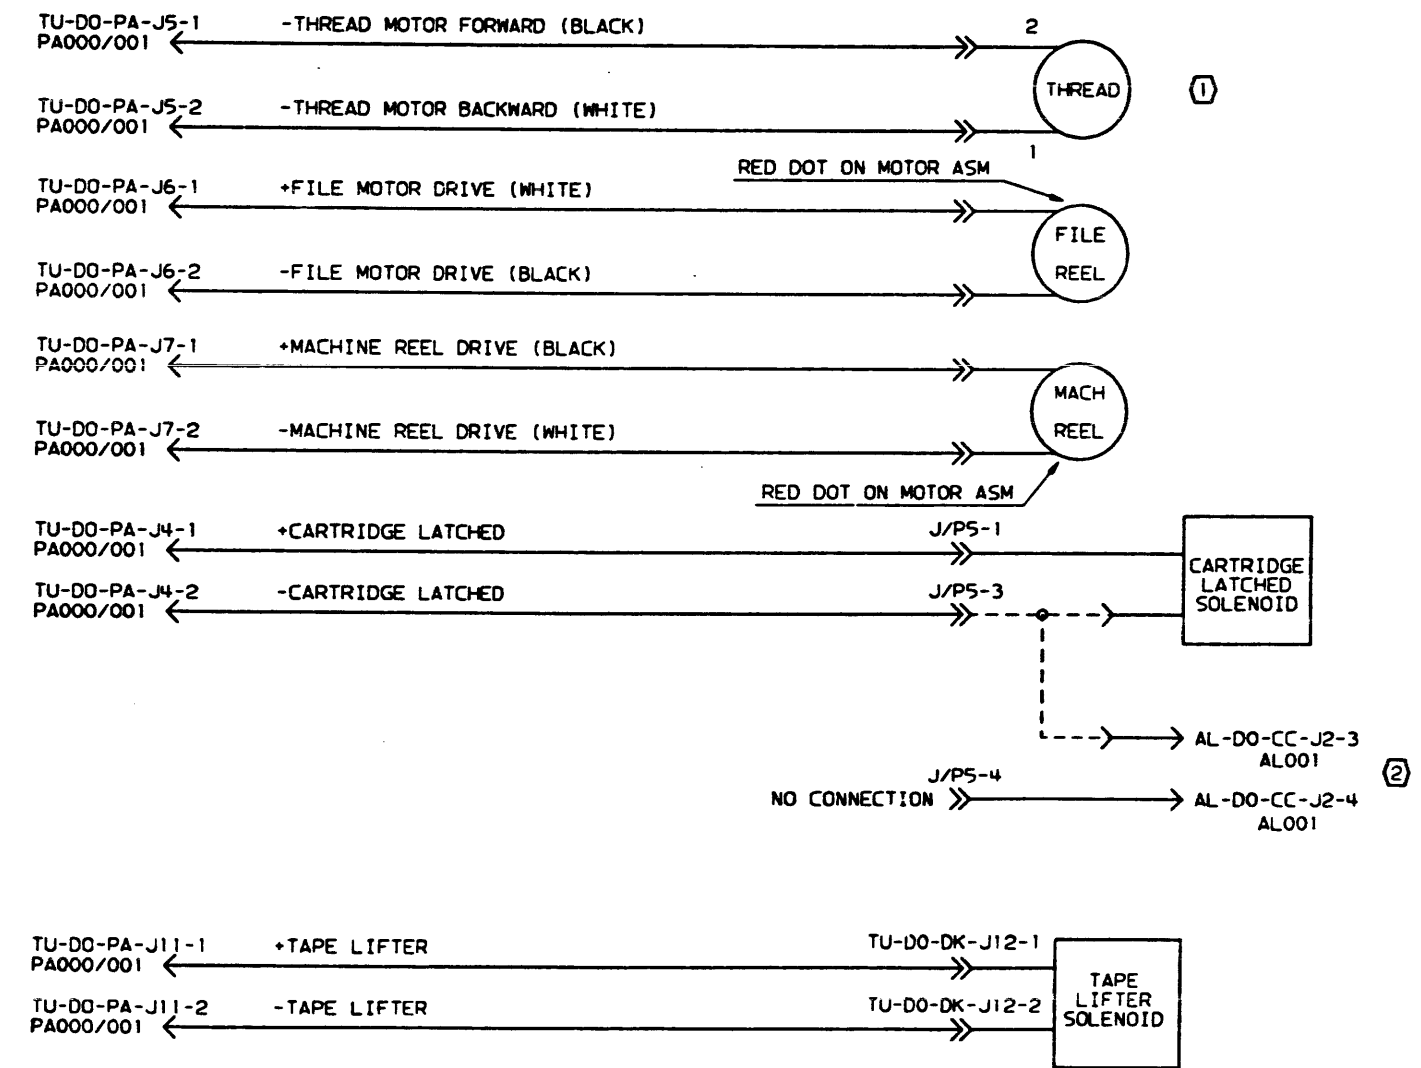 TU-DO-PA-J5-1 -THREAD MOTOR FORWARD (BLACK) 2
PA000/001
THREAD 1
TU-DO-PA-J5-2 -THREAD MOTOR BACKWARD (WHITE)
PA000/001
1
RED DOT ON MOTOR ASM
TU-DO-PA-J6-1 +FILE MOTOR DRIVE (WHITE)
PA000/001
FILE
REEL
TU-DO-PA-J6-2 -FILE MOTOR DRIVE (BLACK)
PA000/001
TU-DO-PA-J7-1 +MACHINE REEL DRIVE (BLACK)
PA000/001
MACH
REEL
TU-DO-PA-J7-2 -MACHINE REEL DRIVE (WHITE)
PA000/001
RED DOT ON MOTOR ASM
TU-DO-PA-J4-1 +CARTRIDGE LATCHED J/P5-1
PA000/001
CARTRIDGE
LATCHED
SOLENOID
TU-DO-PA-J4-2 -CARTRIDGE LATCHED J/P5-3
PA000/001
AL-DO-CC-J2-3
AL001
2
J/P5-4
NO CONNECTION AL-DO-CC-J2-4
AL001
TU-DO-PA-J11-1 +TAPE LIFTER TU-DO-DK-J12-1
PA000/001
TAPE
LIFTER
SOLENOID
TU-DO-PA-J11-2 -TAPE LIFTER TU-DO-DK-J12-2
PA000/001